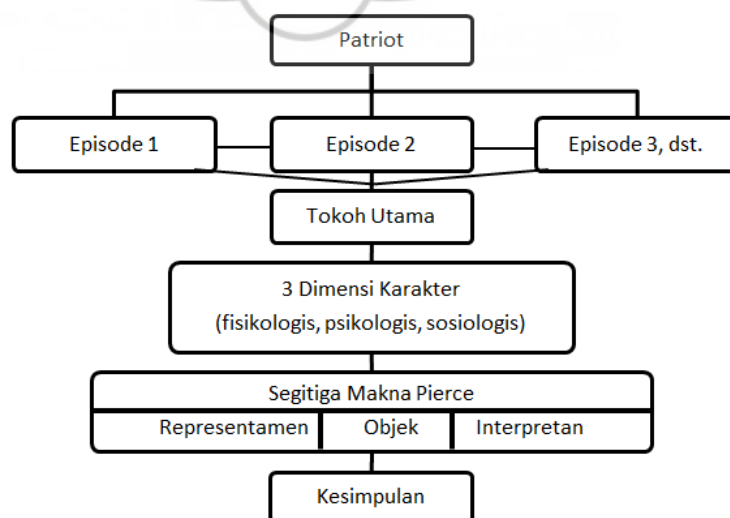 Patriot
Episode 1
Episode 2
Episode 3, dst.
Tokoh Utama
3 Dimensi Karakter
(fisikologis, psikologis, sosiologis)
Segitiga Makna Pierce
Representamen
Objek
Interpretan
Kesimpulan